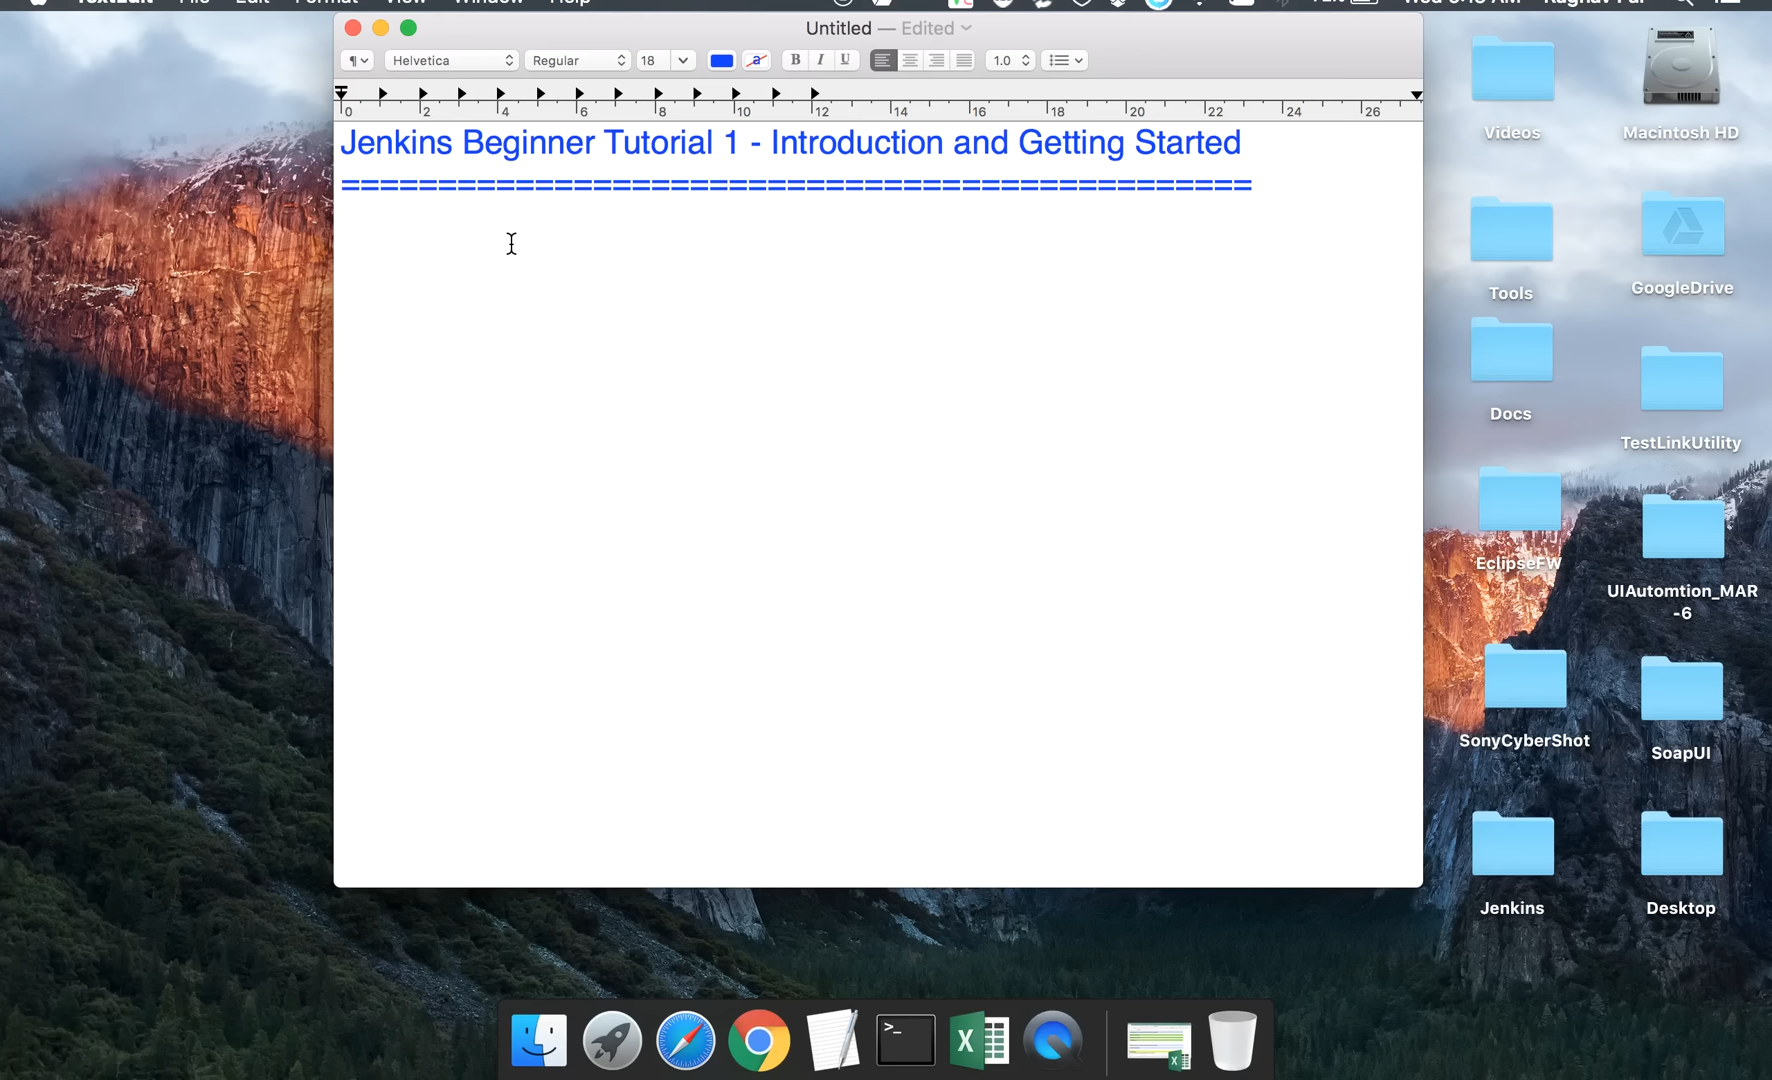 Untitled — Edited
Helvetica
Regular
18
1.0
B I U
0 2 4 6 8 10 12 14 16 18 20 22 24 26
Jenkins Beginner Tutorial 1 - Introduction and Getting Started
===============================================
Videos
Macintosh HD
Tools
GoogleDrive
Docs
TestLinkUtility
EclipseFW
UIAutomtion_MAR
-6
SonyCyberShot
SoapUI
Jenkins
Desktop